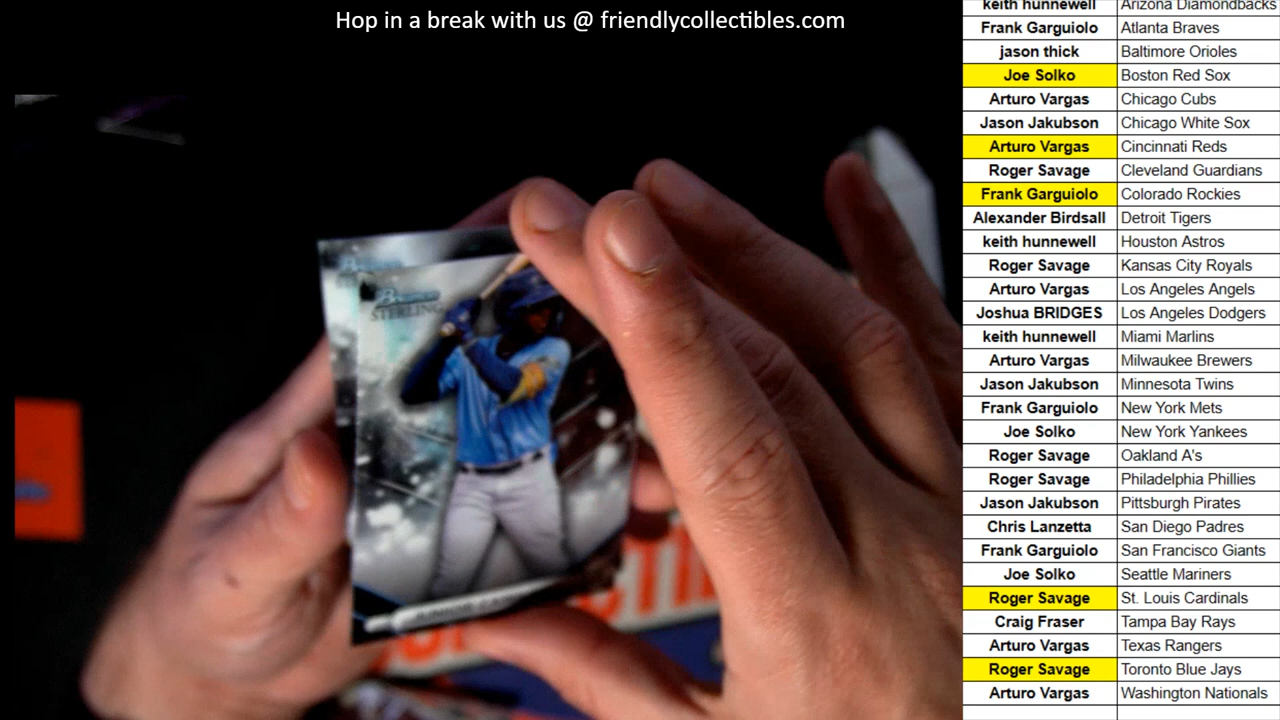 Hop in a break with us @ friendlycollectibles.com
keith hunnewell Arizona Diamondbacks
Frank Garguiolo Atlanta Braves
jason thick Baltimore Orioles
Joe Solko Boston Red Sox
Arturo Vargas Chicago Cubs
Jason Jakubson Chicago White Sox
Arturo Vargas Cincinnati Reds
Roger Savage Cleveland Guardians
Frank Garguiolo Colorado Rockies
Alexander Birdsall Detroit Tigers
keith hunnewell Houston Astros
Roger Savage Kansas City Royals
Arturo Vargas Los Angeles Angels
Joshua BRIDGES Los Angeles Dodgers
keith hunnewell Miami Marlins
Arturo Vargas Milwaukee Brewers
Jason Jakubson Minnesota Twins
Frank Garguiolo New York Mets
Joe Solko New York Yankees
Roger Savage Oakland A's
Roger Savage Philadelphia Phillies
Jason Jakubson Pittsburgh Pirates
Chris Lanzetta San Diego Padres
Frank Garguiolo San Francisco Giants
Joe Solko Seattle Mariners
Roger Savage St. Louis Cardinals
Craig Fraser Tampa Bay Rays
Arturo Vargas Texas Rangers
Roger Savage Toronto Blue Jays
Arturo Vargas Washington Nationals
Bowman
STERLING